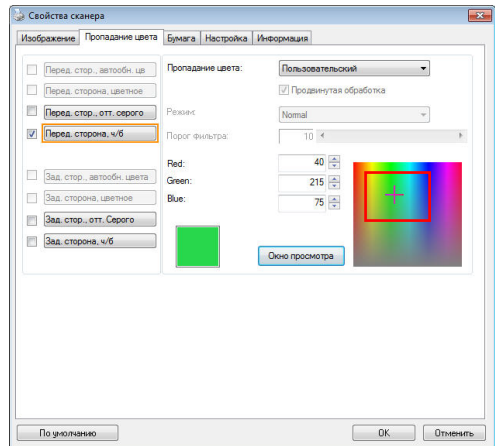 Свойства сканера
Изображение Пропадание цвета Бумага Настройка Информация
Перед. стор., автообн. цв
Перед. сторона, цветное
Перед. стор., отт. серого
Перед. сторона, ч/б
Зад. стор., автообн. цвета
Зад. сторона, цветное
Зад. стор., отт. Серого
Зад. сторона, ч/б
Пропадание цвета: Пользовательский
Продвинутая обработка
Режим: Normal
Порог фильтра: 10
Red: 40
Green: 215
Blue: 75
Окно просмотра
По умолчанию OK Отменить